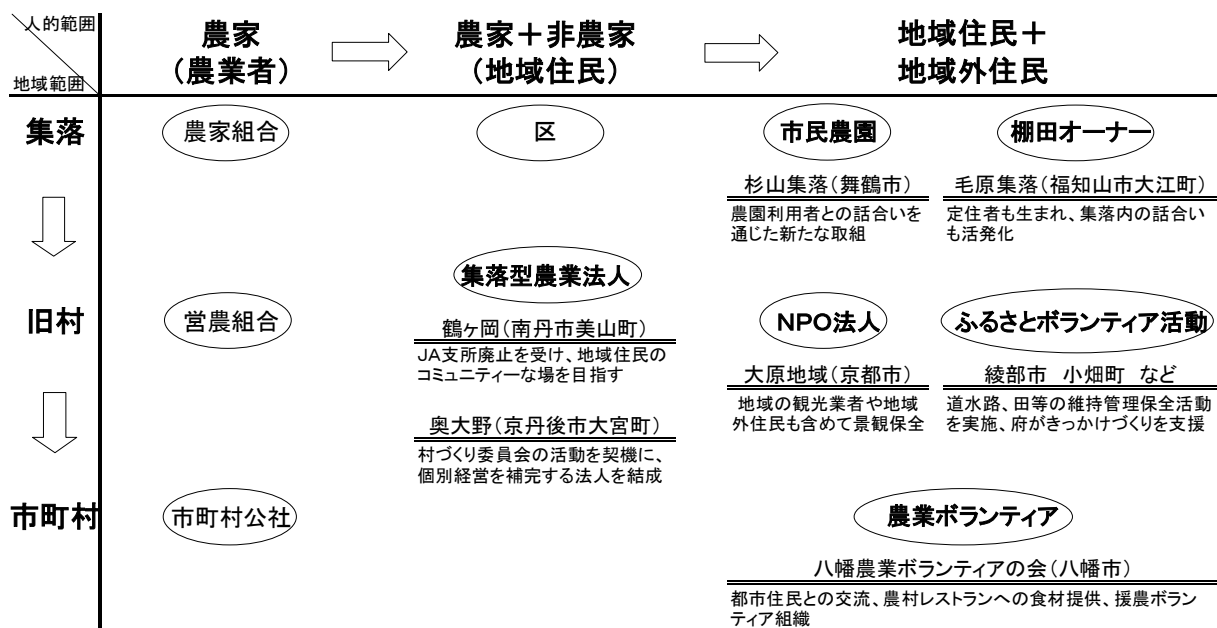 人的範囲
地域範囲
農家
(農業者)
農家＋非農家
(地域住民)
地域住民＋
地域外住民
集落
農家組合
区
市民農園
棚田オーナー
杉山集落(舞鶴市)
農園利用者との話合いを
通じた新たな取組
毛原集落(福知山市大江町)
定住者も生まれ、集落内の話合い
も活発化
旧村
営農組合
集落型農業法人
鶴ヶ岡(南丹市美山町)
JA支所廃止を受け、地域住民の
コミュニティーな場を目指す
奥大野(京丹後市大宮町)
村づくり委員会の活動を契機に、
個別経営を補完する法人を結成
NPO法人
ふるさとボランティア活動
大原地域(京都市)
地域の観光業者や地域
外住民も含めて景観保全
綾部市　小畑町　など
道水路、田等の維持管理保全活動
を実施、府がきっかけづくりを支援
市町村
市町村公社
農業ボランティア
八幡農業ボランティアの会(八幡市)
都市住民との交流、農村レストランへの食材提供、援農ボラン
ティア組織